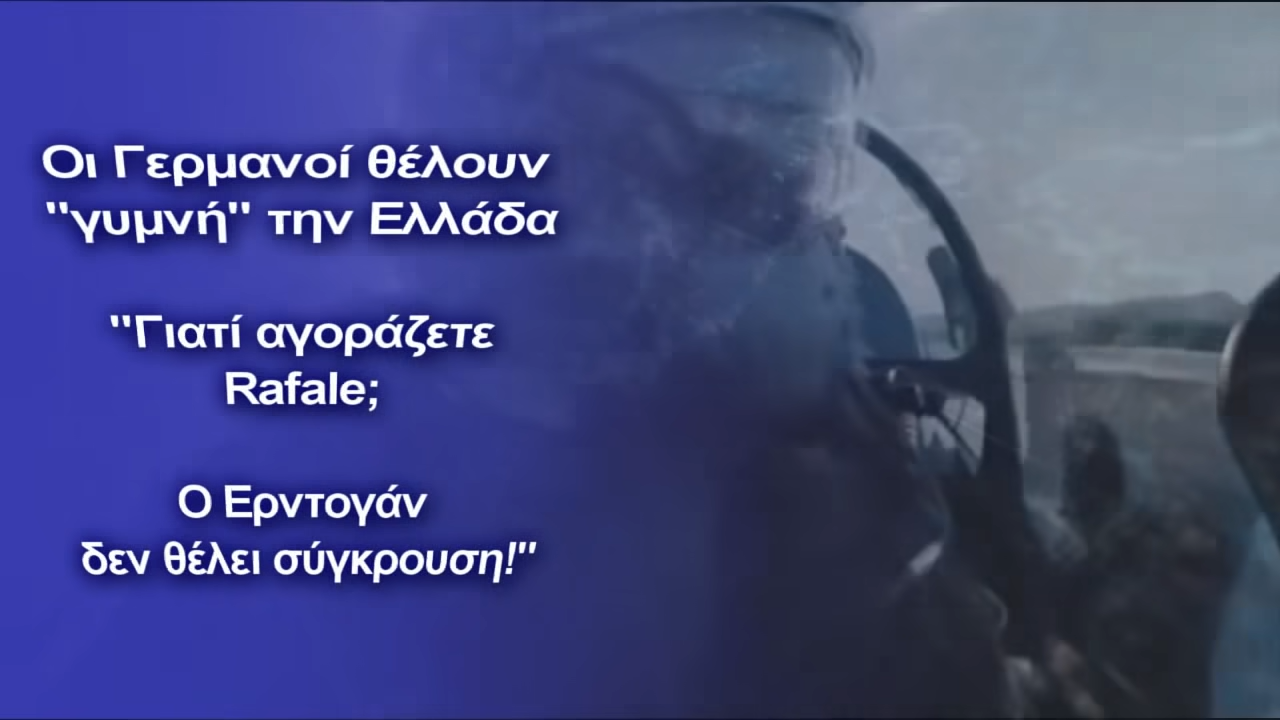 Οι Γερμανοί θέλουν
"γυμνή" την Ελλάδα
"Γιατί αγοράζετε
Rafale;
Ο Ερντογάν
δεν θέλει σύγκρουση!"